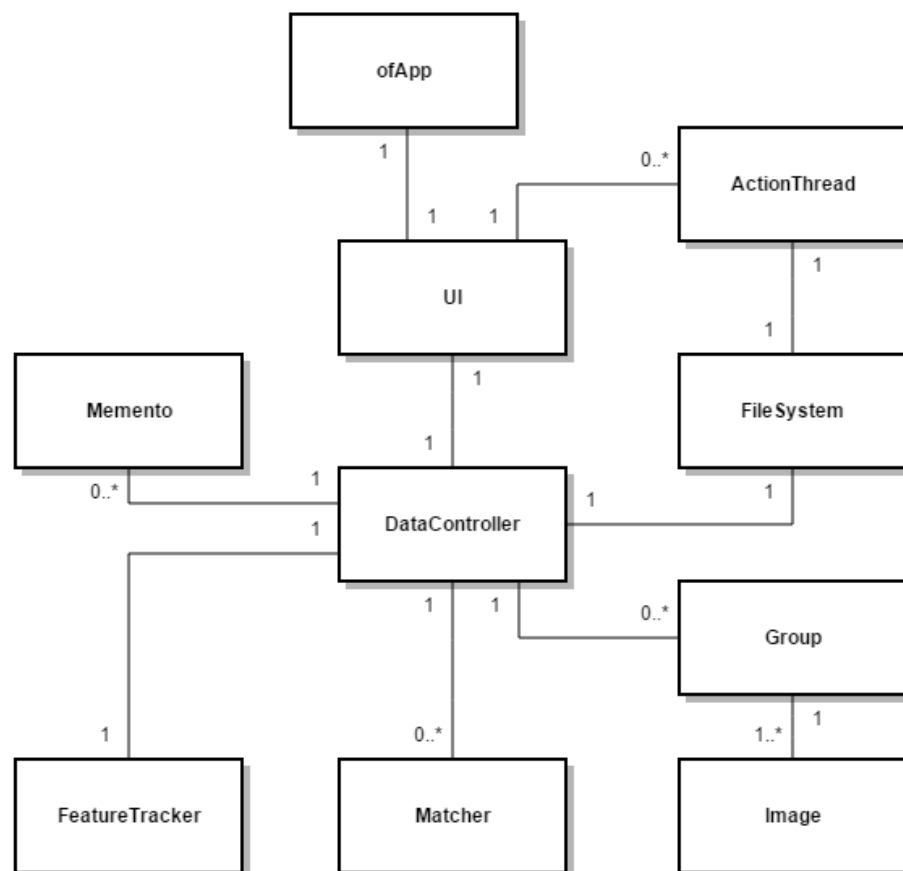 ofApp
1
0..*
ActionThread
1
1
UI
1
1
1
Memento
FileSystem
0..*
1
1
1
1
DataController
1
1
1
0..*
Group
1
1
0..*
1..*
FeatureTracker
Matcher
Image